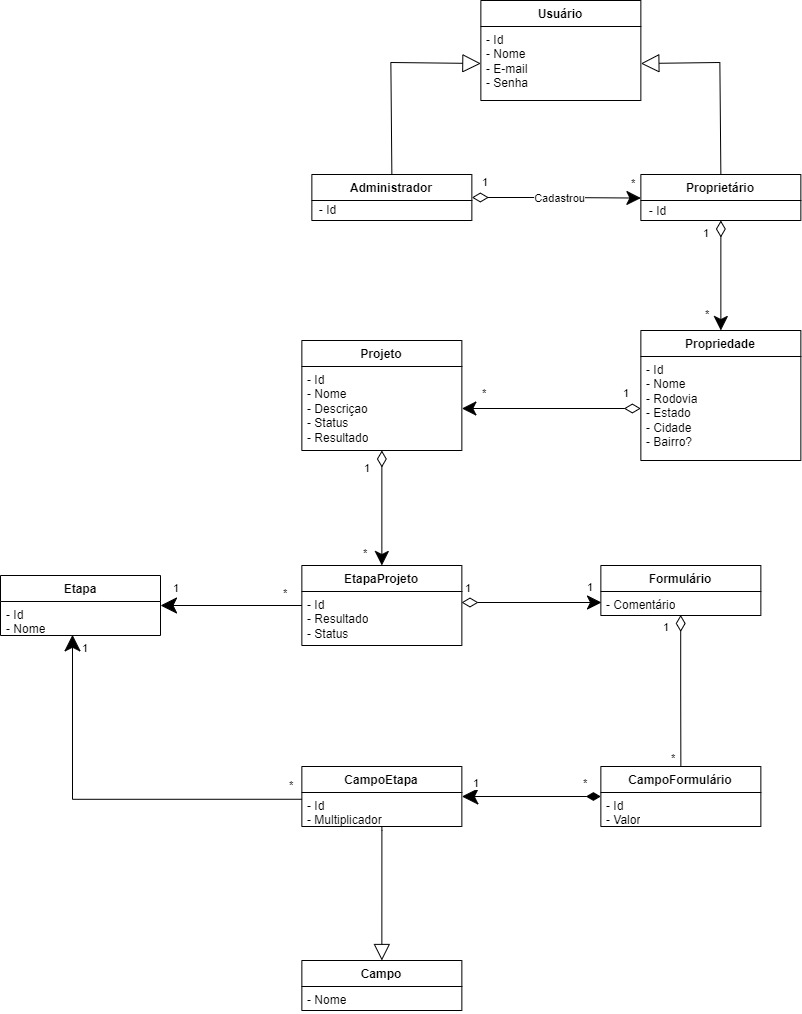 Usuário
- Id
- Nome
- E-mail
- Senha
Administrador
- Id
1
Cadastrou
*
Proprietário
- Id
1
*
Propriedade
- Id
- Nome
- Rodovia
- Estado
- Cidade
- Bairro?
1
*
Projeto
- Id
- Nome
- Descriçao
- Status
- Resultado
1
*
Etapa
- Id
- Nome
1
*
EtapaProjeto
- Id
- Resultado
- Status
1
1
Formulário
- Comentário
1
*
1
*
CampoEtapa
- Id
- Multiplicador
1
*
CampoFormulário
- Id
- Valor
Campo
- Nome